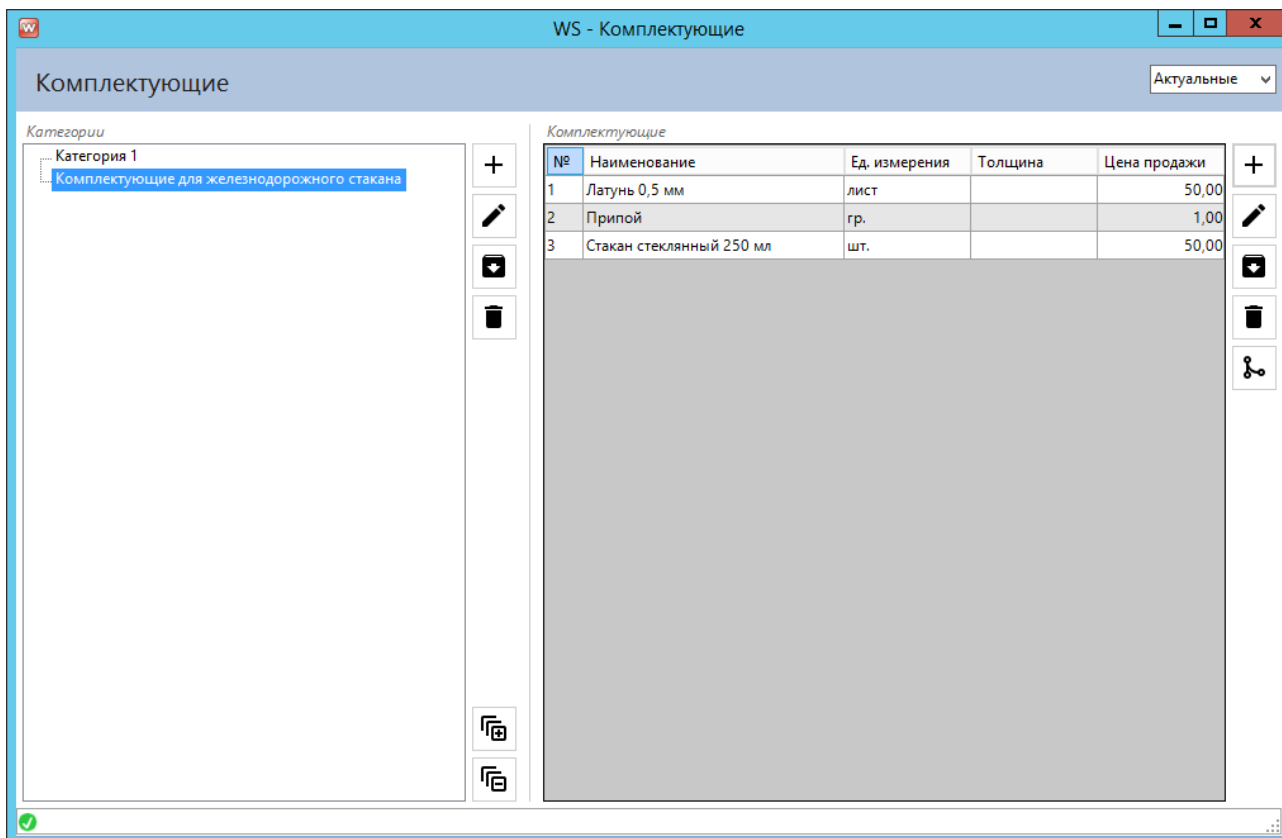 WS - Комплектующие
Комплектующие
Актуальные
Категории
Категория 1
Комплектующие для железнодорожного стакана
Комплектующие
№ Наименование Ед. измерения Толщина Цена продажи
1 Латунь 0,5 мм лист 50,00
2 Припой гр. 1,00
3 Стакан стеклянный 250 мл шт. 50,00